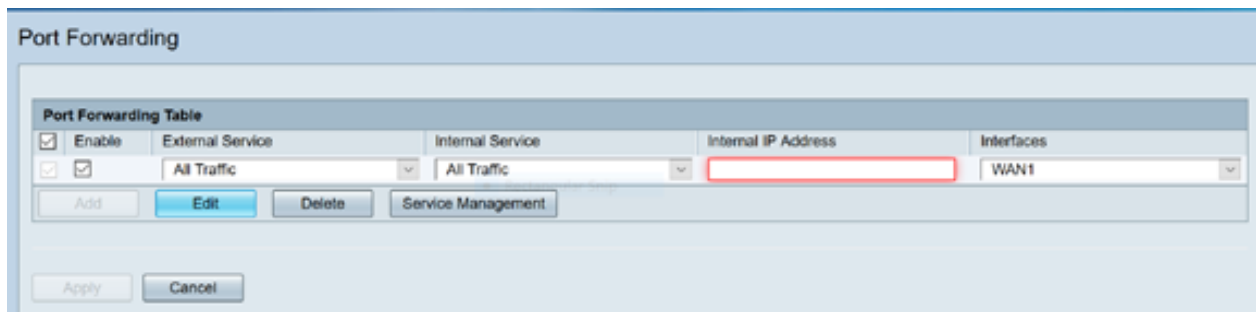 Port Forwarding
Port Forwarding Table
Enable External Service Internal Service Internal IP Address Interfaces
All Traffic All Traffic WAN1
Add Edit Delete Service Management
Apply Cancel